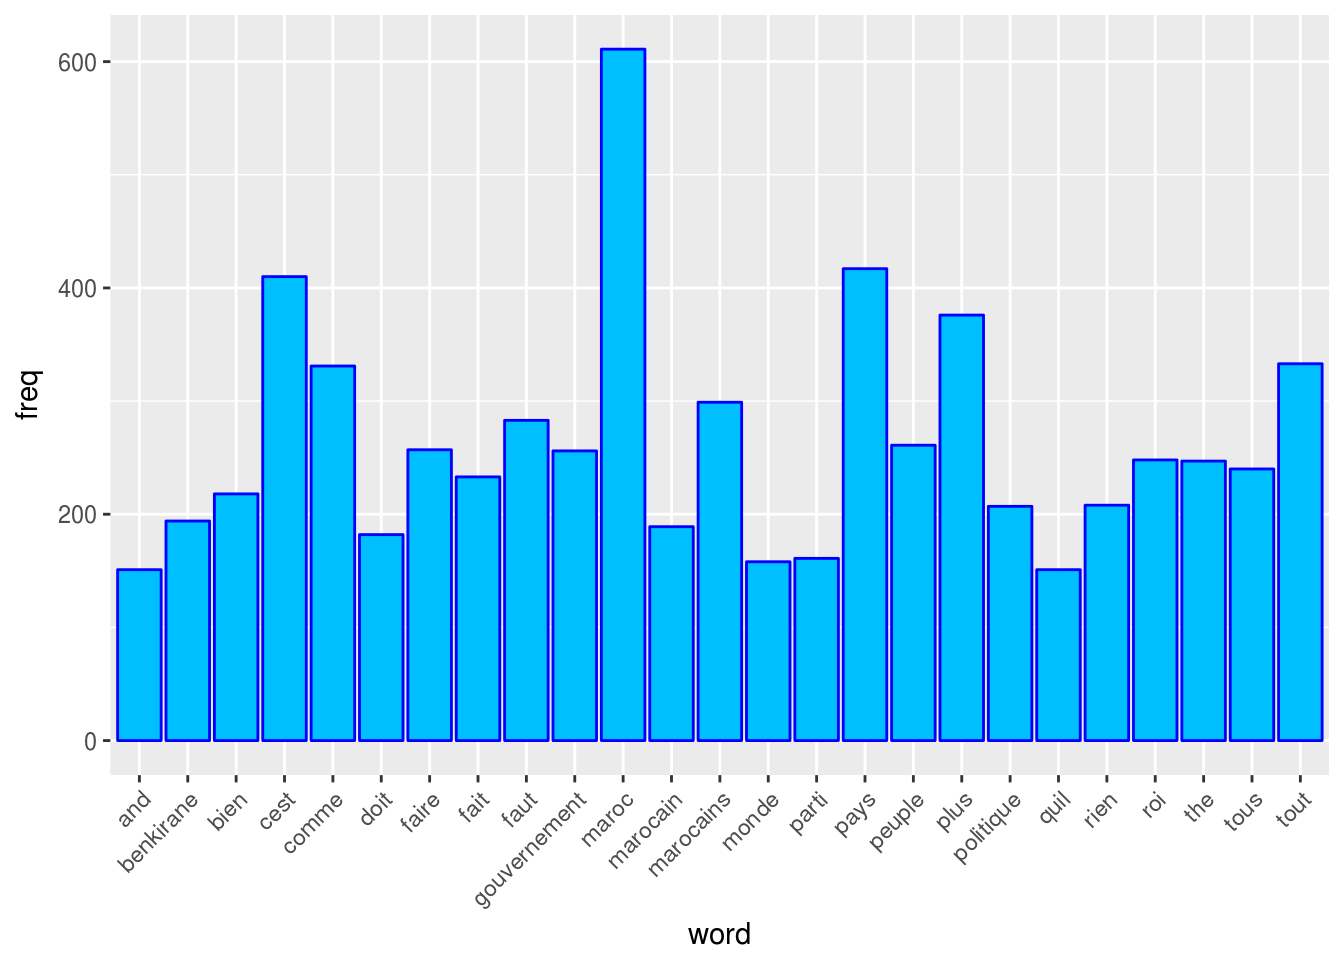 600
400
200
0
freq
and
benkirane
bien
cest
comme
doit
faire
fait
faut
gouvernement
maroc
marocain
marocains
monde
parti
pays
peuple
plus
politique
quil
rien
roi
the
tous
tout
word